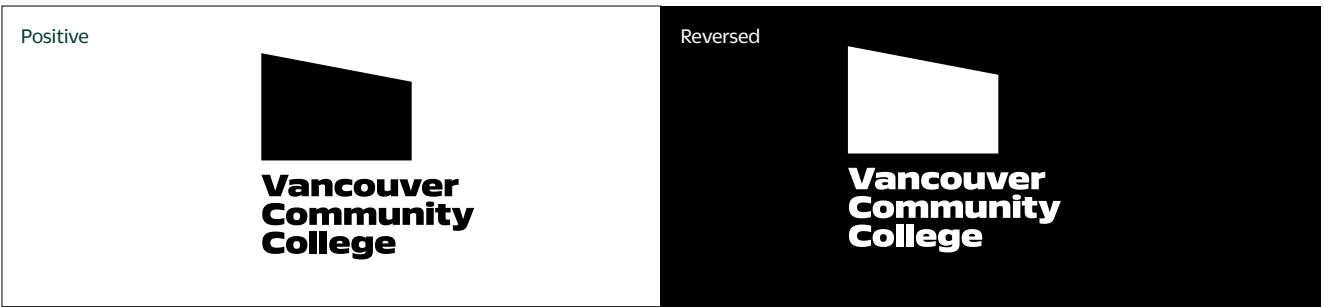 Positive
Vancouver
Community
College
Reversed
Vancouver
Community
College